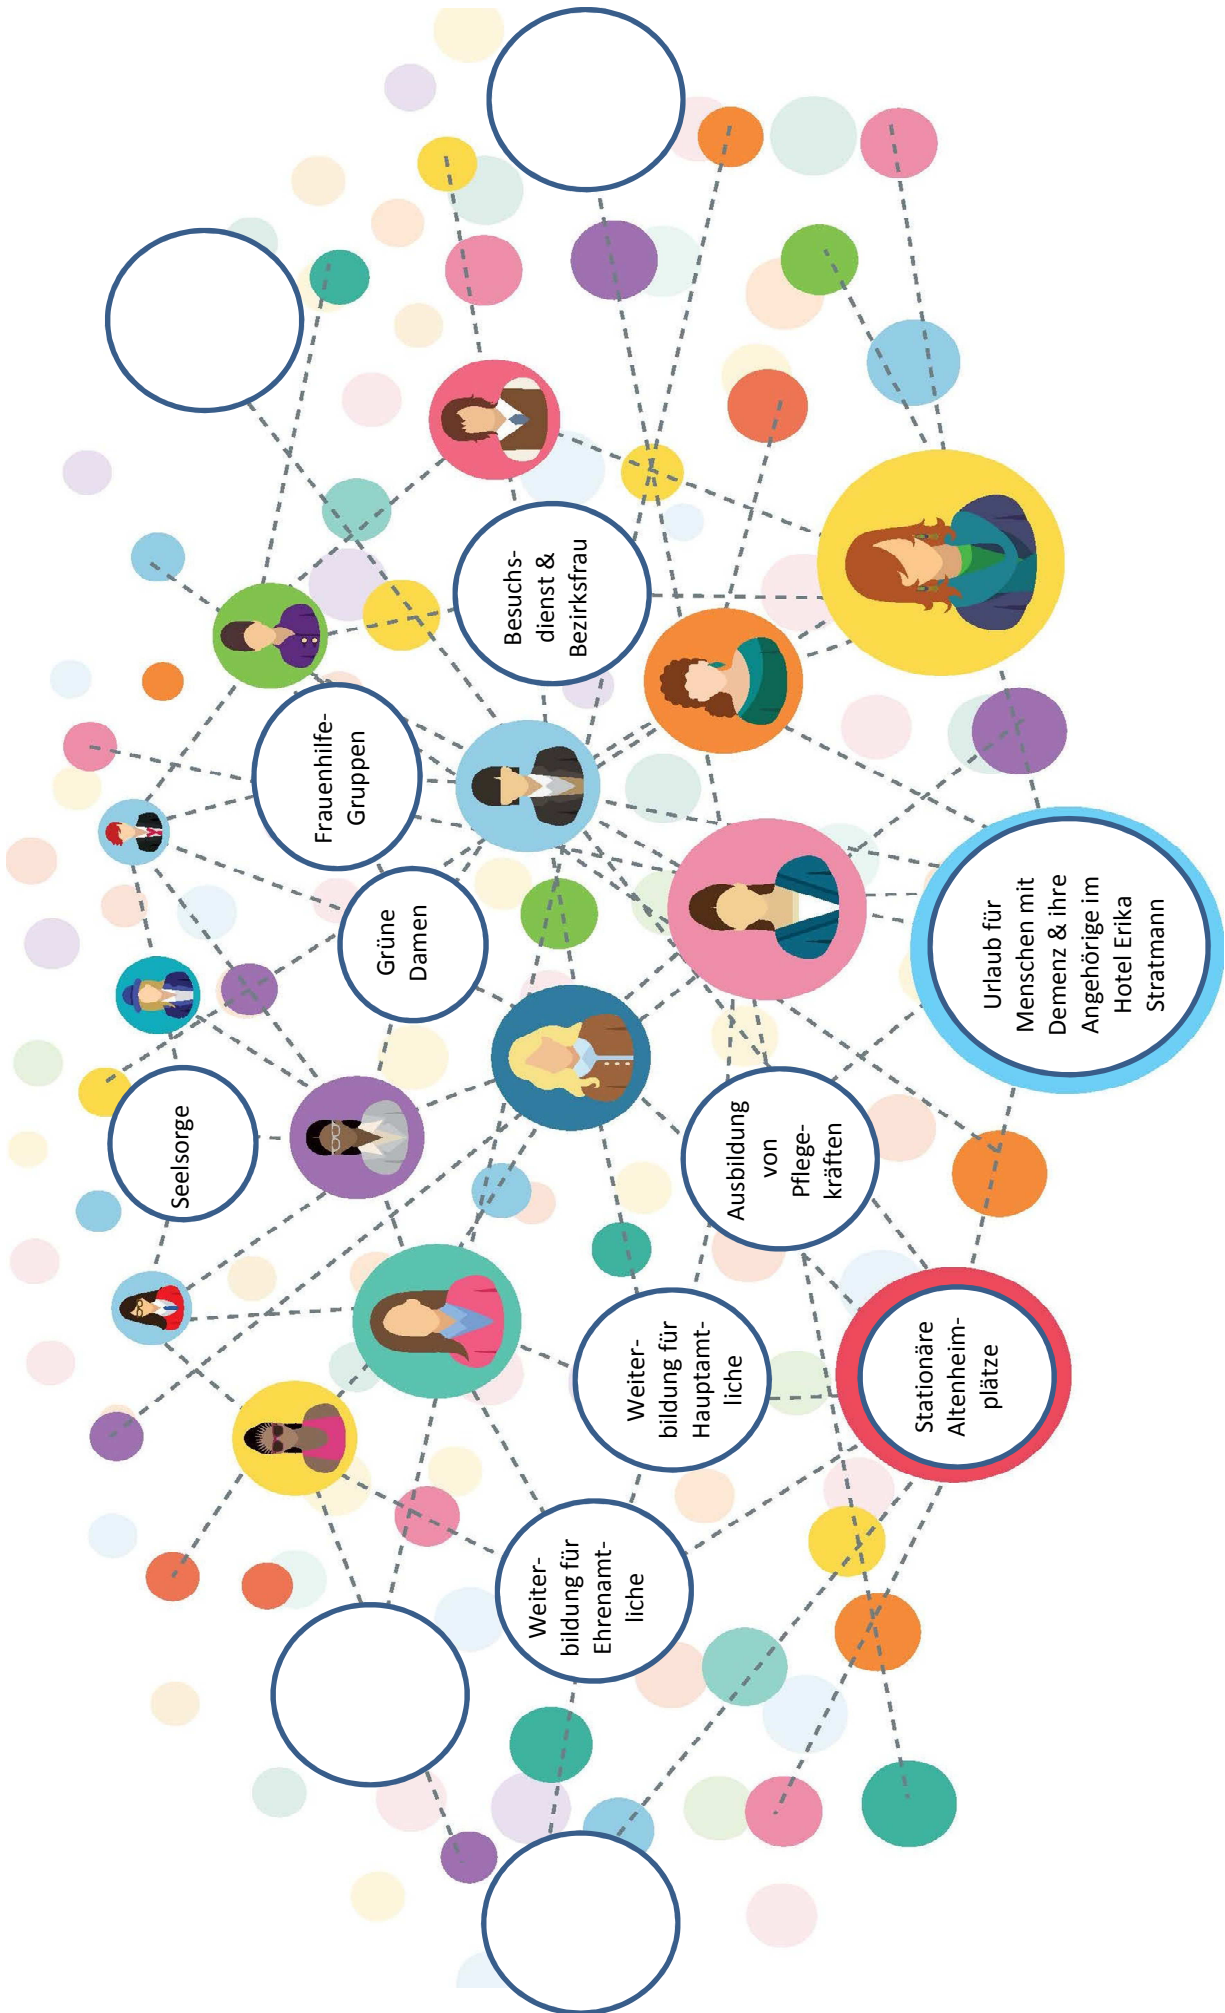 Seelsorge
Grüne
Damen
Frauenhilfe-
Gruppen
Besuchs-
dienst &
Bezirksfrau
Weiter-
bildung für
Ehrenamt-
liche
Weiter-
bildung für
Hauptamt-
liche
Ausbildung
von
Pflege-
kräften
Stationäre
Altenheim-
plätze
Urlaub für
Menschen mit
Demenz & ihre
Angehörige im
Hotel Erika
Stratmann